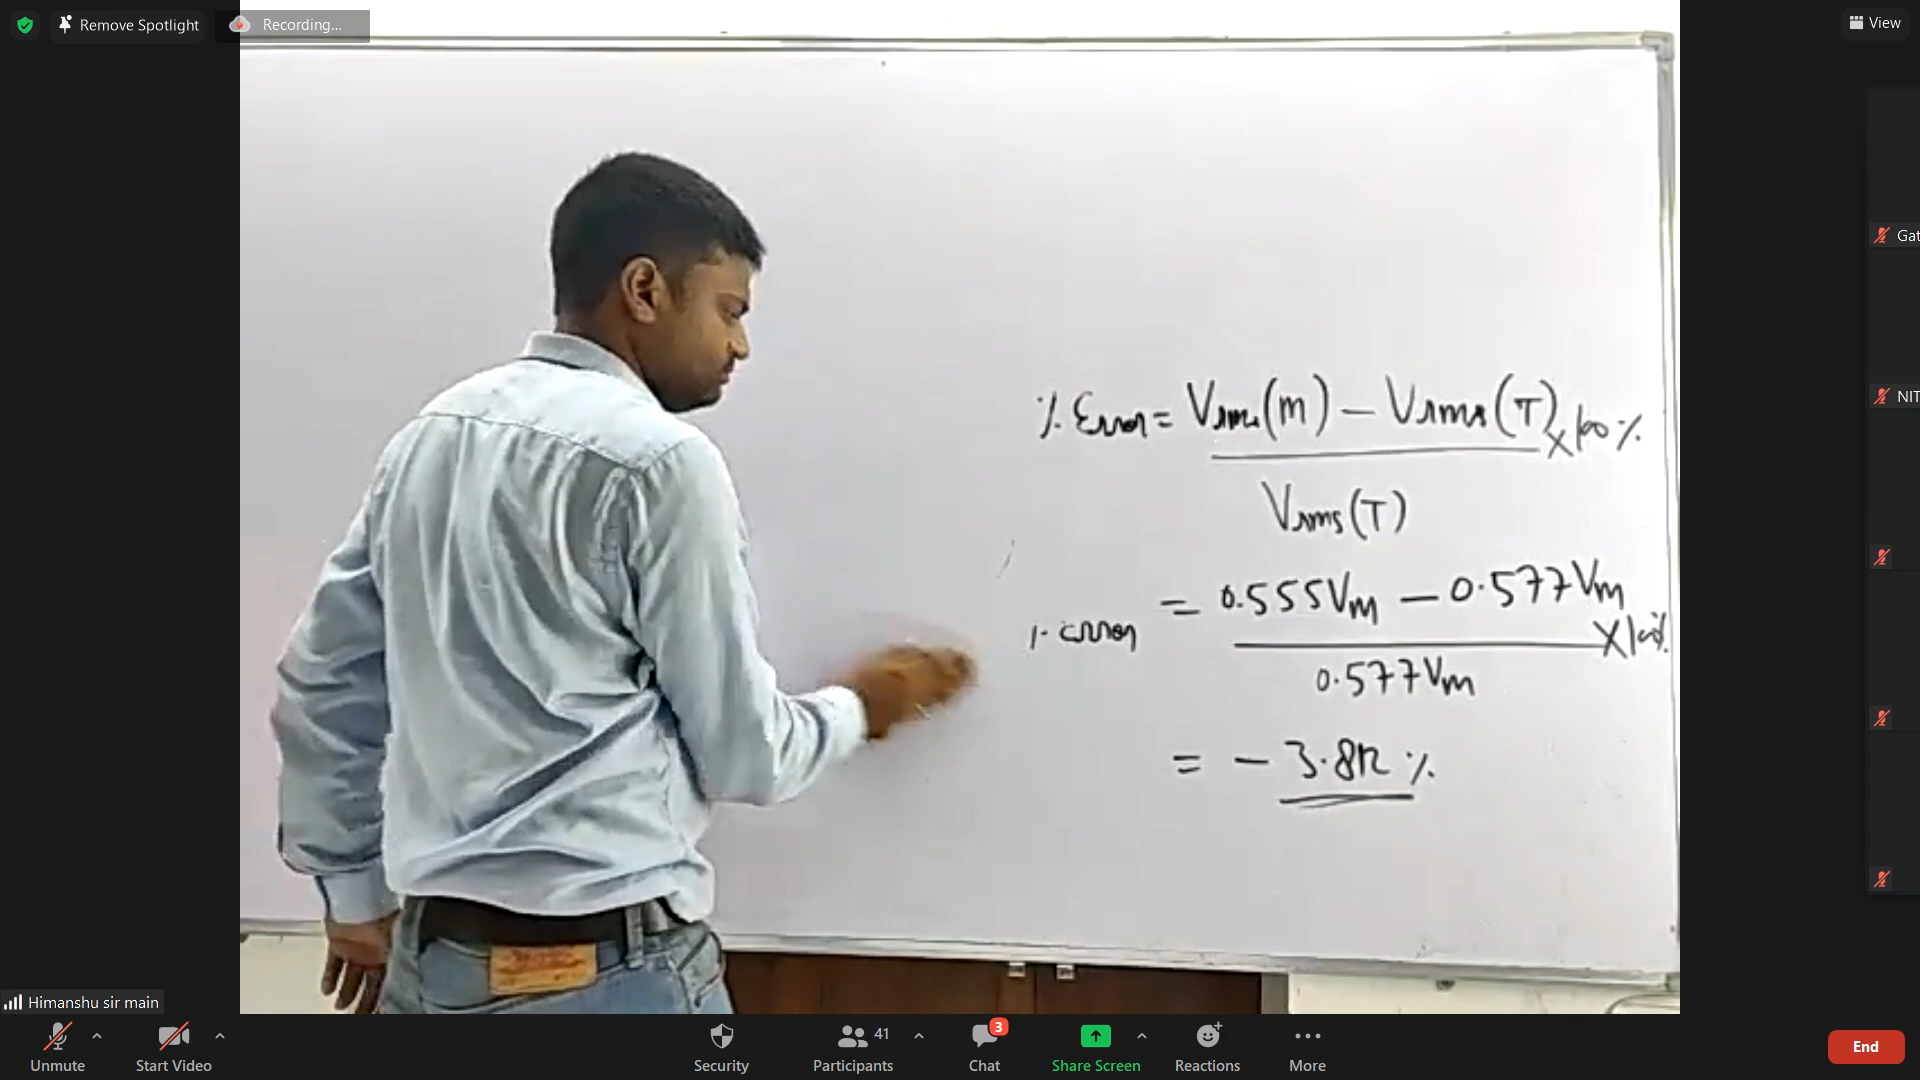 Remove Spotlight
Recording...
View
Gat
NIT
% Error = Vrms(m) – Vrms(T) × 100 %
Vrms(T)
% error = 0.555Vm – 0.577Vm × 100%
0.577Vm
= – 3.812 %
Himanshu sir main
Unmute
Start Video
Security
41
Participants
3
Chat
Share Screen
Reactions
More
End